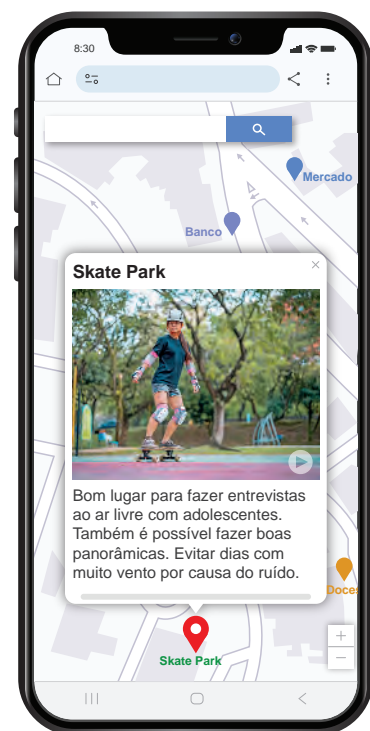 8:30
Mercado
Banco
Skate Park
×
Bom lugar para fazer entrevistas
ao ar livre com adolescentes.
Também é possível fazer boas
panorâmicas. Evitar dias com
muito vento por causa do ruído.
Doces
Skate Park
+
−